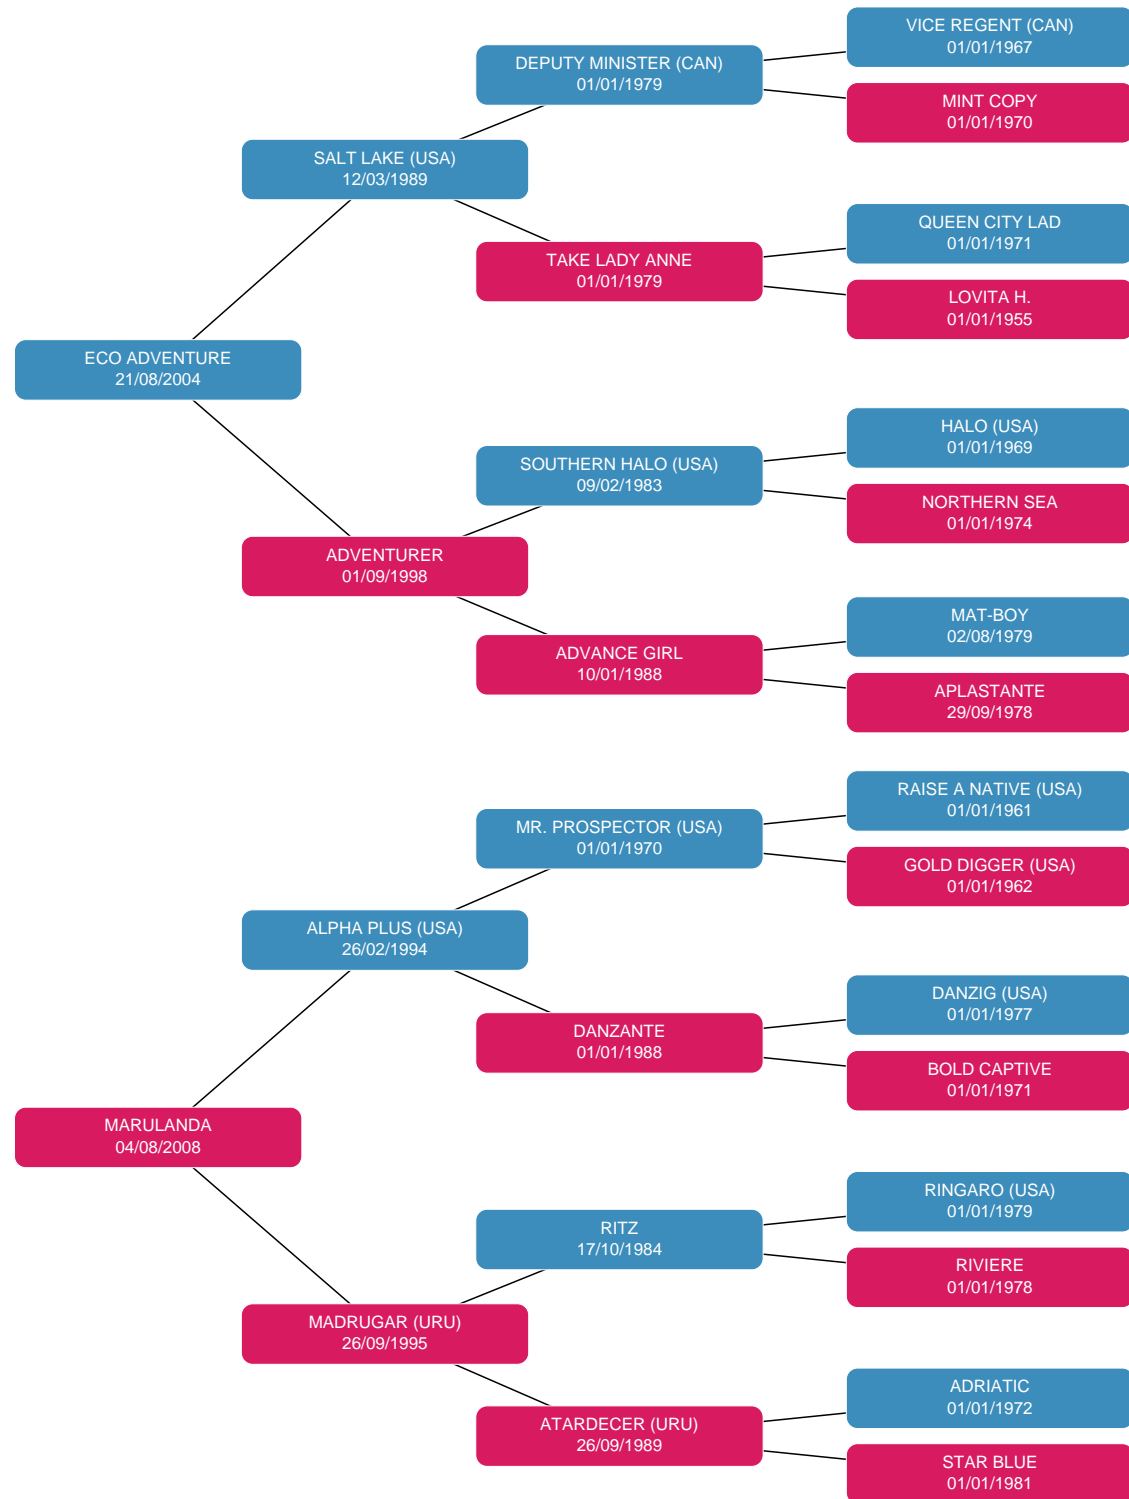 VICE REGENT (CAN)
01/01/1967
DEPUTY MINISTER (CAN)
01/01/1979
MINT COPY
01/01/1970
SALT LAKE (USA)
12/03/1989
QUEEN CITY LAD
01/01/1971
TAKE LADY ANNE
01/01/1979
LOVITA H.
01/01/1955
ECO ADVENTURE
21/08/2004
HALO (USA)
01/01/1969
SOUTHERN HALO (USA)
09/02/1983
NORTHERN SEA
01/01/1974
ADVENTURER
01/09/1998
MAT-BOY
02/08/1979
ADVANCE GIRL
10/01/1988
APLASTANTE
29/09/1978
RAISE A NATIVE (USA)
01/01/1961
MR. PROSPECTOR (USA)
01/01/1970
GOLD DIGGER (USA)
01/01/1962
ALPHA PLUS (USA)
26/02/1994
DANZIG (USA)
01/01/1977
DANZANTE
01/01/1988
BOLD CAPTIVE
01/01/1971
MARULANDA
04/08/2008
RINGARO (USA)
01/01/1979
RITZ
17/10/1984
RIVIERE
01/01/1978
MADRUGAR (URU)
26/09/1995
ADRIATIC
01/01/1972
ATARDECER (URU)
26/09/1989
STAR BLUE
01/01/1981